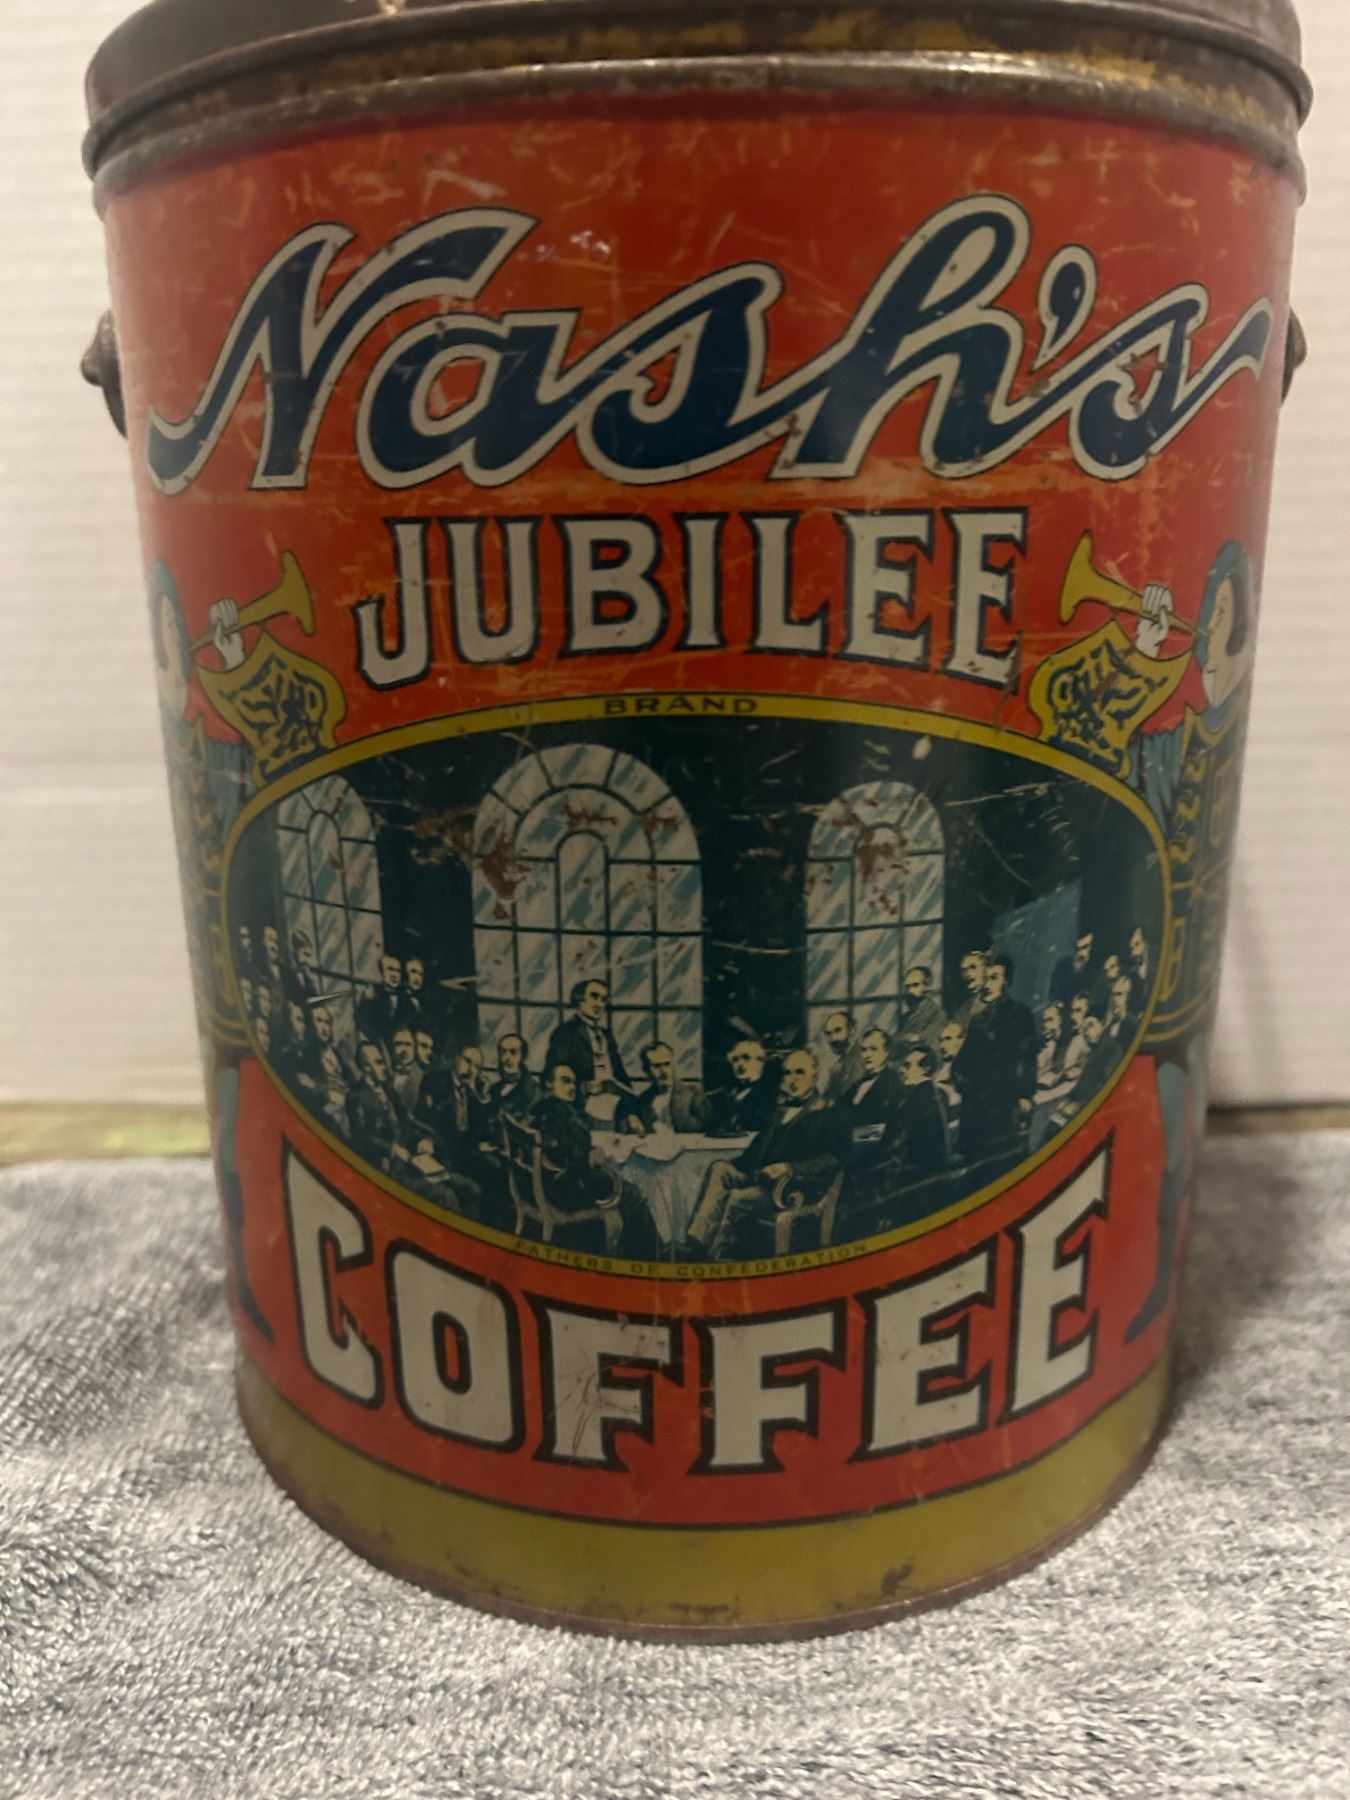 Nash's
JUBILEE
BRAND
FATHERS OF CONFEDERATION
COFFEE